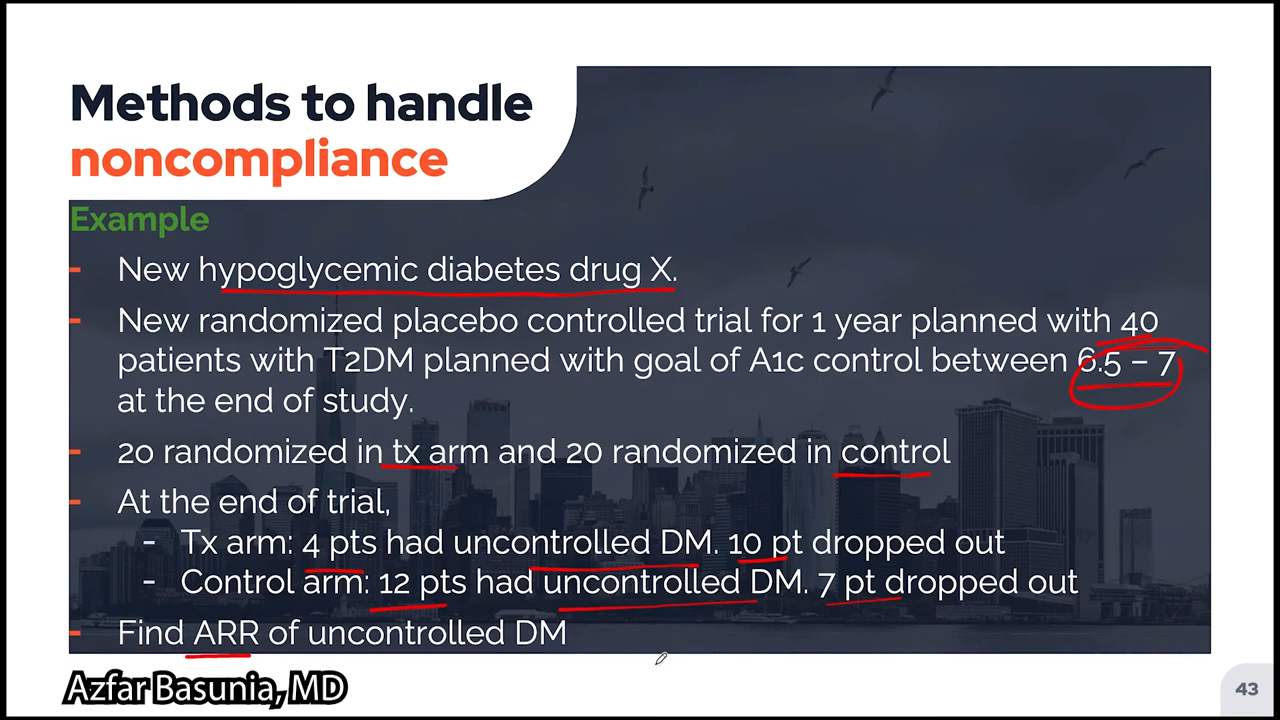 Methods to handle
noncompliance
Example
- New hypoglycemic diabetes drug X.
- New randomized placebo controlled trial for 1 year planned with 40
patients with T2DM planned with goal of A1c control between 6.5 – 7
at the end of study.
- 20 randomized in tx arm and 20 randomized in control
- At the end of trial,
- Tx arm: 4 pts had uncontrolled DM. 10 pt dropped out
- Control arm: 12 pts had uncontrolled DM. 7 pt dropped out
- Find ARR of uncontrolled DM
Azfar Basunia, MD
43